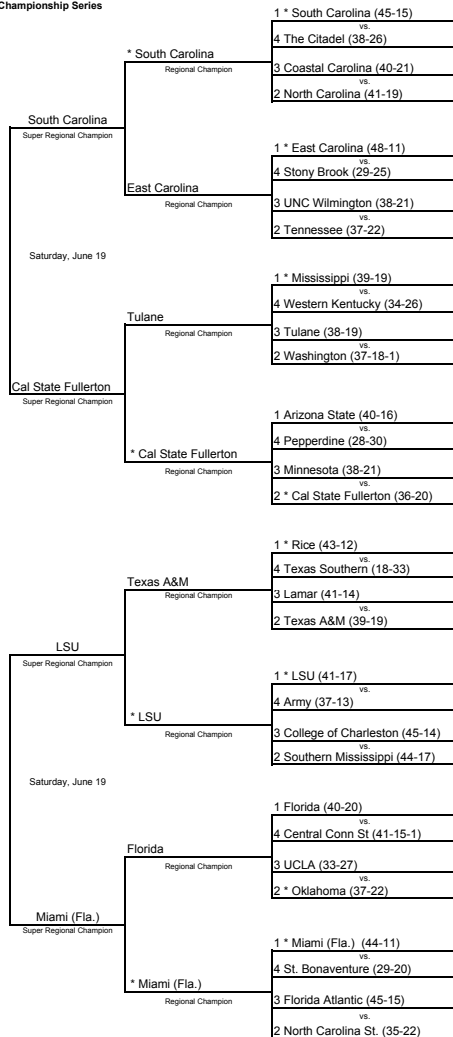 Championship Series
1 * South Carolina (45-15)
vs.
4 The Citadel (38-26)
* South Carolina
Regional Champion
3 Coastal Carolina (40-21)
vs.
2 North Carolina (41-19)
South Carolina
Super Regional Champion
1 * East Carolina (48-11)
vs.
4 Stony Brook (29-25)
East Carolina
Regional Champion
3 UNC Wilmington (38-21)
vs.
2 Tennessee (37-22)
Saturday, June 19
1 * Mississippi (39-19)
vs.
4 Western Kentucky (34-26)
Tulane
Regional Champion
3 Tulane (38-19)
vs.
2 Washington (37-18-1)
Cal State Fullerton
Super Regional Champion
1 Arizona State (40-16)
vs.
4 Pepperdine (28-30)
* Cal State Fullerton
Regional Champion
3 Minnesota (38-21)
vs.
2 * Cal State Fullerton (36-20)
1 * Rice (43-12)
vs.
4 Texas Southern (18-33)
Texas A&M
Regional Champion
3 Lamar (41-14)
vs.
2 Texas A&M (39-19)
LSU
Super Regional Champion
1 * LSU (41-17)
vs.
4 Army (37-13)
* LSU
Regional Champion
3 College of Charleston (45-14)
vs.
2 Southern Mississippi (44-17)
Saturday, June 19
1 Florida (40-20)
vs.
4 Central Conn St (41-15-1)
Florida
Regional Champion
3 UCLA (33-27)
vs.
2 * Oklahoma (37-22)
Miami (Fla.)
Super Regional Champion
1 * Miami (Fla.) (44-11)
vs.
4 St. Bonaventure (29-20)
* Miami (Fla.)
Regional Champion
3 Florida Atlantic (45-15)
vs.
2 North Carolina St. (35-22)